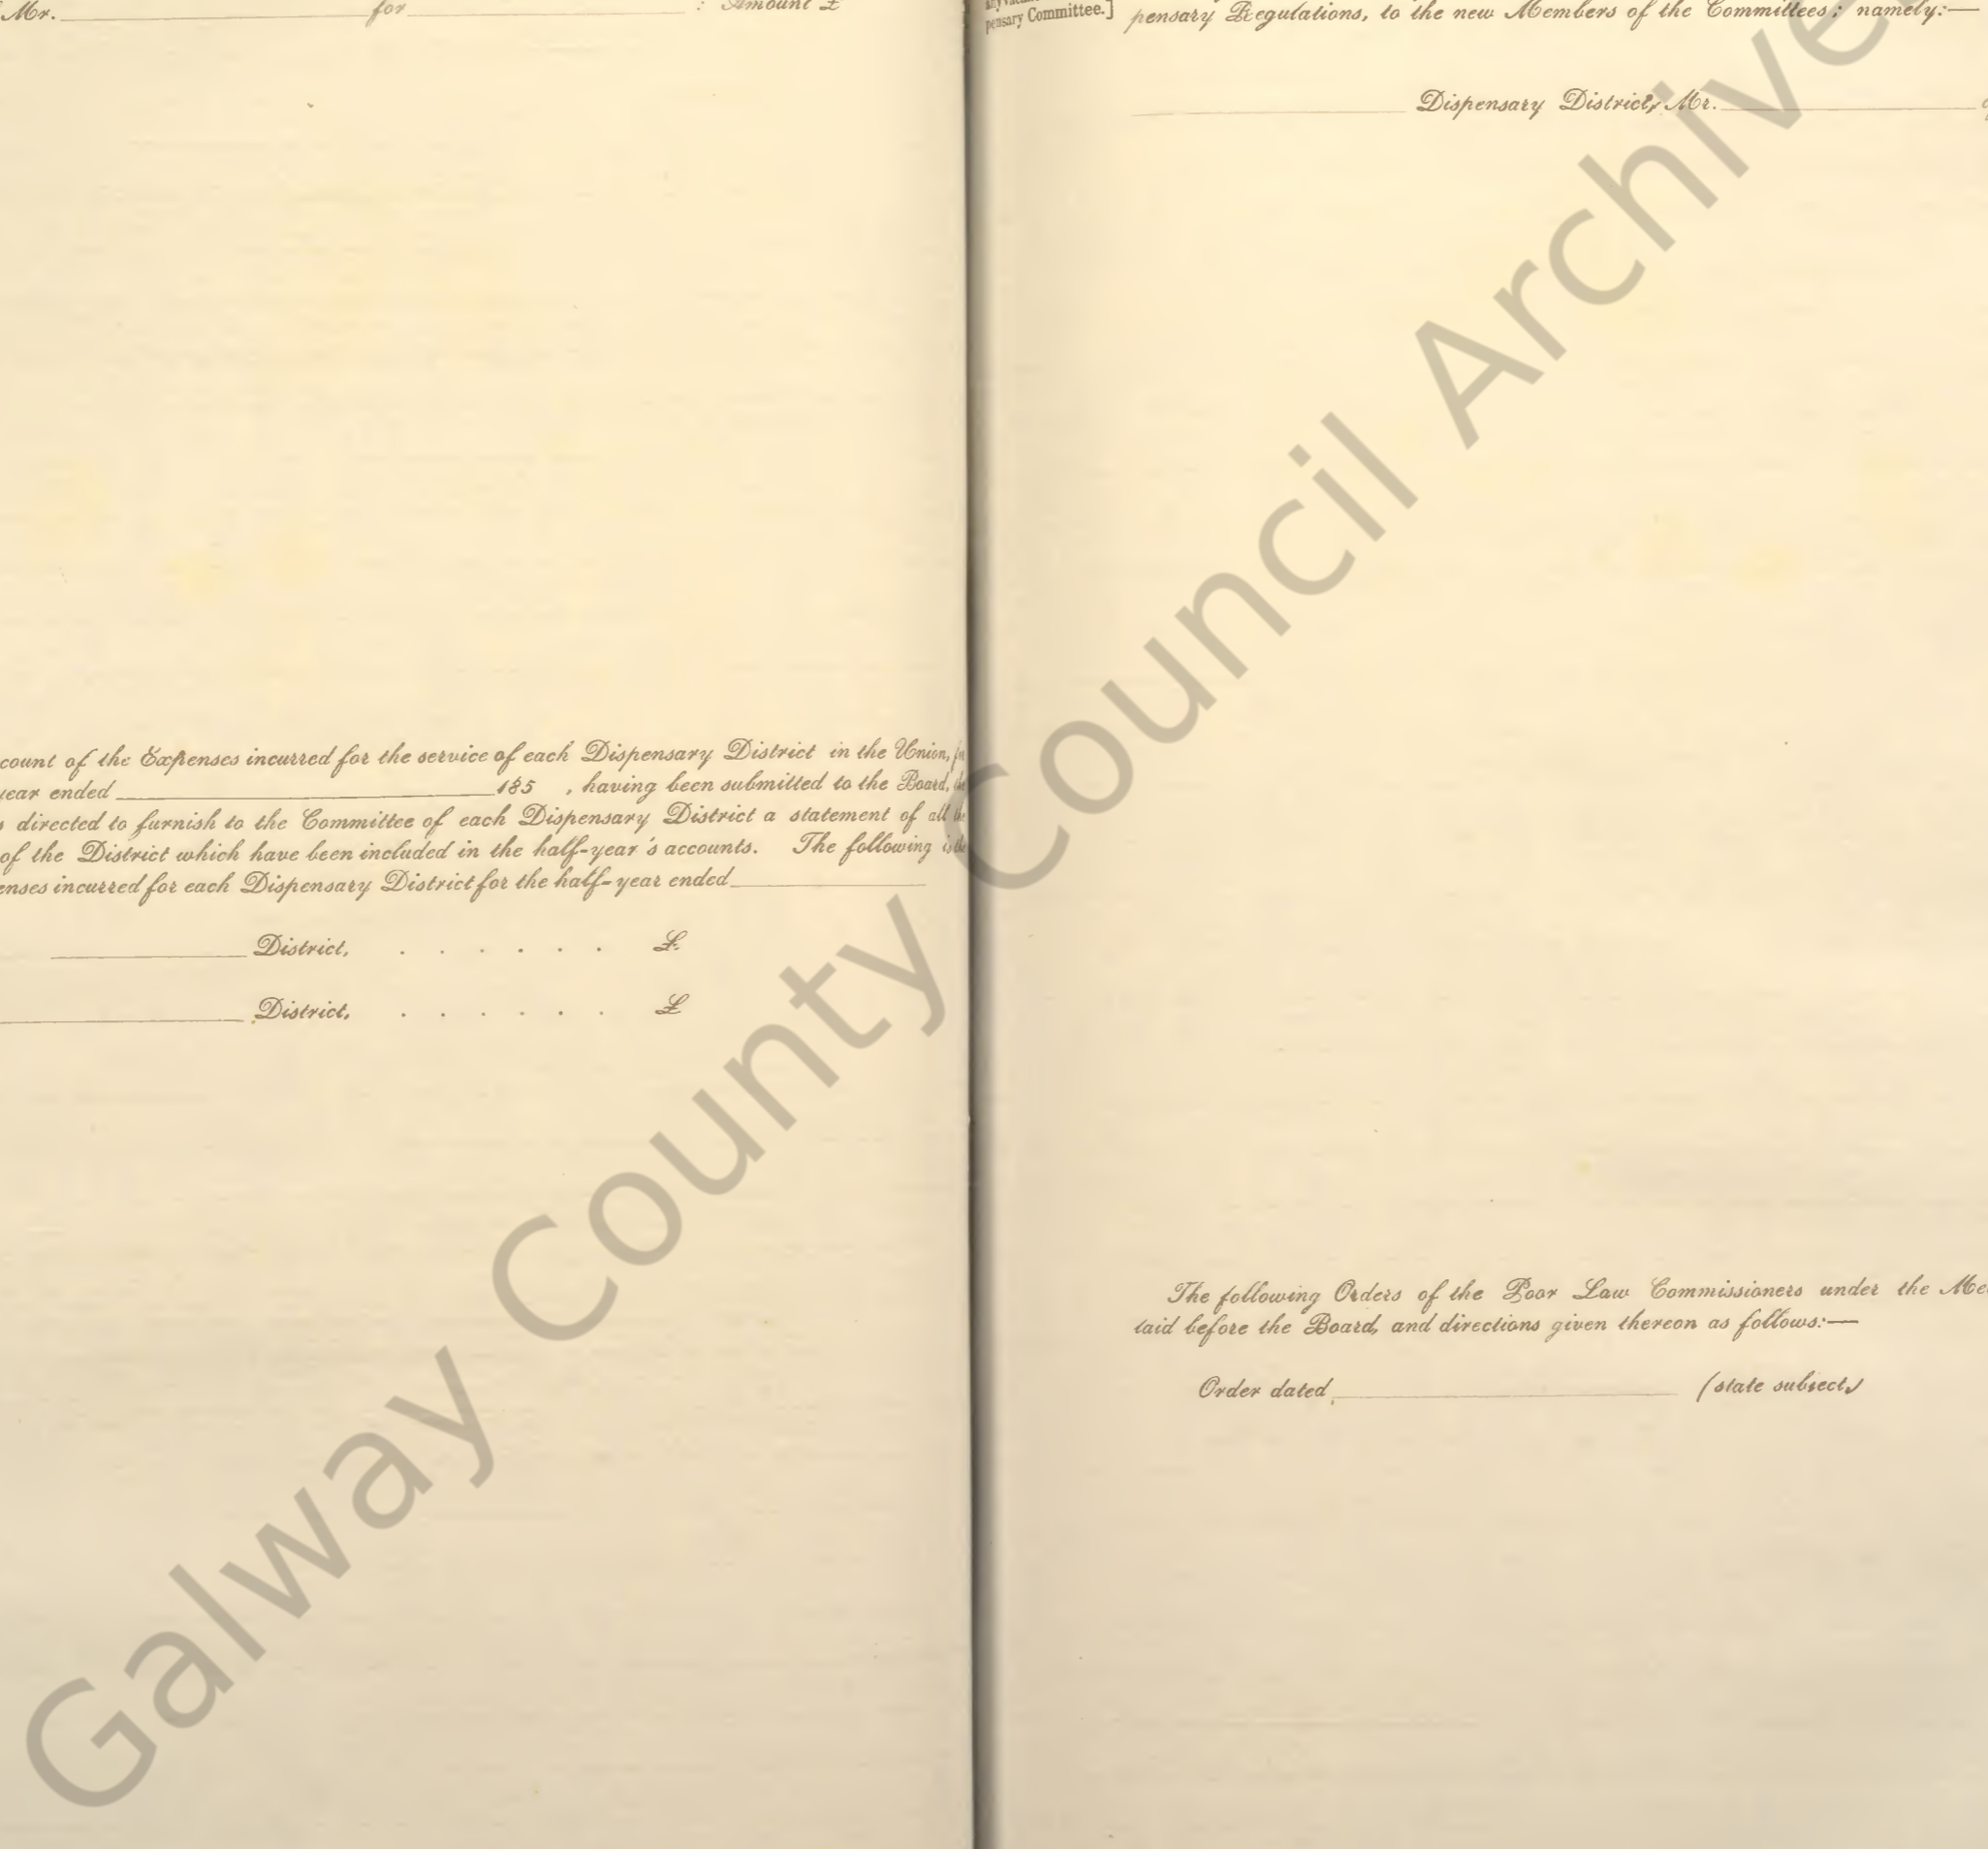 Mr. for : Amount £
count of the Expenses incurred for the service of each Dispensary District in the Union, for
year ended 185 , having been submitted to the Board, the
directed to furnish to the Committee of each Dispensary District a statement of all the
of the District which have been included in the half-year's accounts. The following is the
enses incurred for each Dispensary District for the half-year ended
District, . . . . . . £
District, . . . . . . £
pensary Committee.]
pensary Regulations, to the new Members of the Committees; namely:—
Dispensary District, Mr.
The following Orders of the Poor Law Commissioners under the Me
laid before the Board, and directions given thereon as follows:—
Order dated (state subject)
Galway County Council Archive